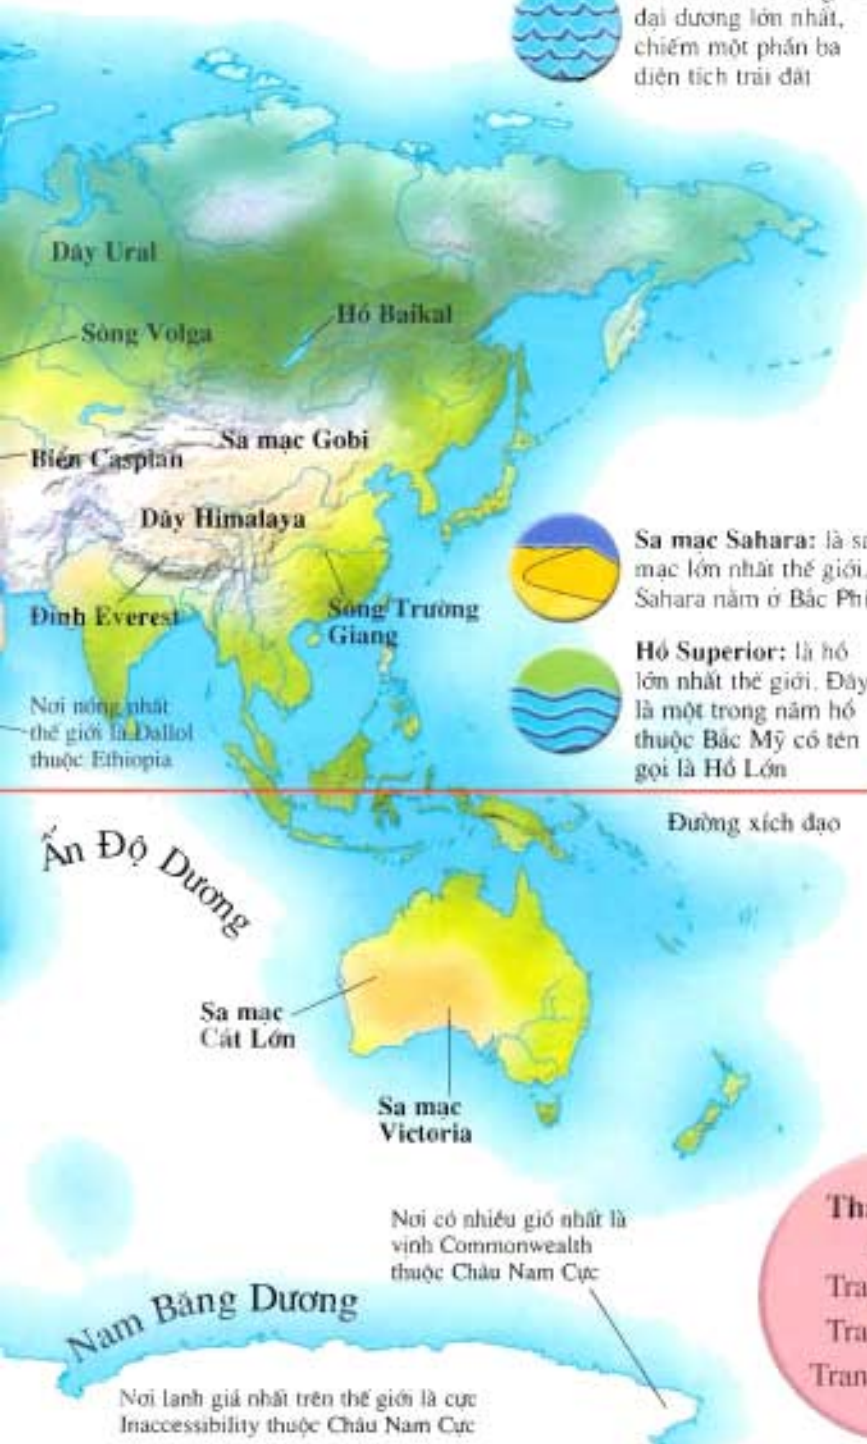 đại dương lớn nhất,
chiếm một phần ba
diện tích trái đất
Dãy Ural
Hồ Baikal
Sông Volga
Sa mạc Gobi
Biển Caspian
Dãy Himalaya
Sa mạc Sahara: là sa
mạc lớn nhất thế giới.
Sahara nằm ở Bắc Phi
Đỉnh Everest
Sông Trường
Giang
Hồ Superior: là hồ
lớn nhất thế giới. Đây
là một trong năm hồ
thuộc Bắc Mỹ có tên
gọi là Hồ Lớn
Nơi nóng nhất
thế giới là Dallol
thuộc Ethiopia
Đường xích đạo
Ấn Độ Dương
Sa mạc
Cát Lớn
Sa mạc
Victoria
Nơi có nhiều gió nhất là
vịnh Commonwealth
thuộc Châu Nam Cực
Nam Băng Dương
Nơi lạnh giá nhất trên thế giới là cực
Inaccessibility thuộc Châu Nam Cực
Tra
Tra
Tran